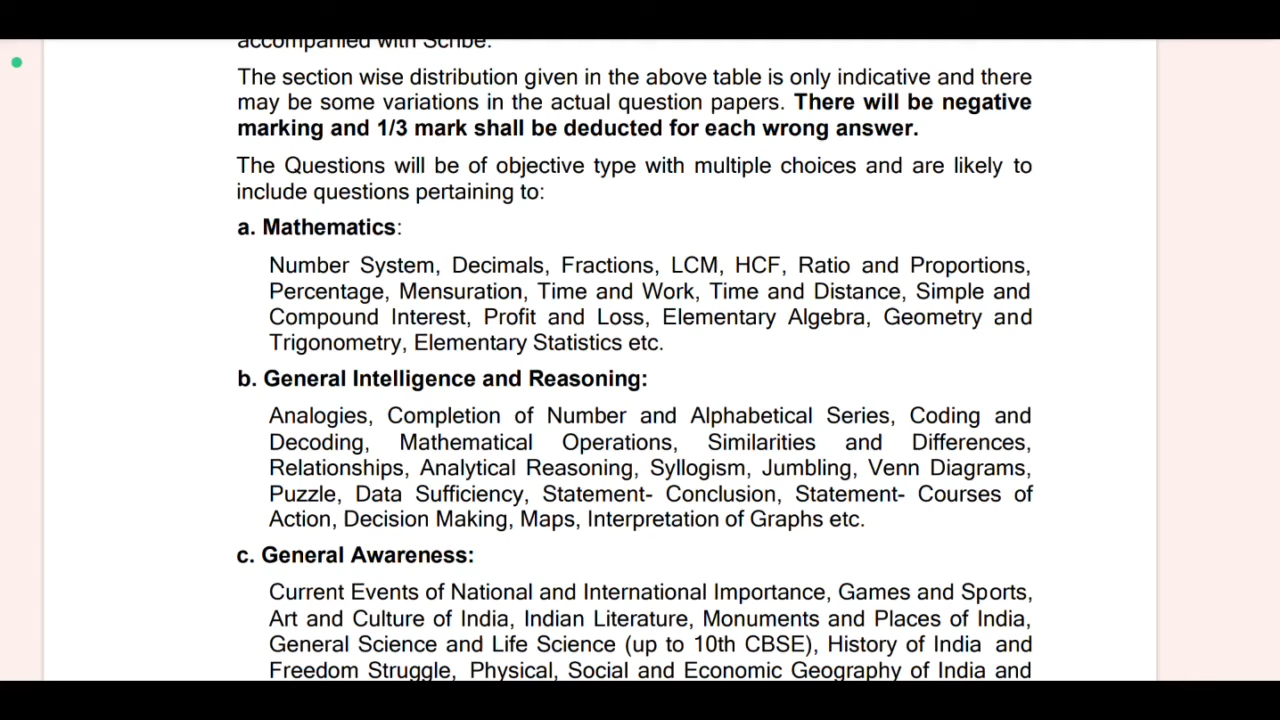 accompanied with Scribe.
The section wise distribution given in the above table is only indicative and there
may be some variations in the actual question papers. There will be negative
marking and 1/3 mark shall be deducted for each wrong answer.
The Questions will be of objective type with multiple choices and are likely to
include questions pertaining to:
a. Mathematics:
Number System, Decimals, Fractions, LCM, HCF, Ratio and Proportions,
Percentage, Mensuration, Time and Work, Time and Distance, Simple and
Compound Interest, Profit and Loss, Elementary Algebra, Geometry and
Trigonometry, Elementary Statistics etc.
b. General Intelligence and Reasoning:
Analogies, Completion of Number and Alphabetical Series, Coding and
Decoding, Mathematical Operations, Similarities and Differences,
Relationships, Analytical Reasoning, Syllogism, Jumbling, Venn Diagrams,
Puzzle, Data Sufficiency, Statement- Conclusion, Statement- Courses of
Action, Decision Making, Maps, Interpretation of Graphs etc.
c. General Awareness:
Current Events of National and International Importance, Games and Sports,
Art and Culture of India, Indian Literature, Monuments and Places of India,
General Science and Life Science (up to 10th CBSE), History of India and
Freedom Struggle, Physical, Social and Economic Geography of India and